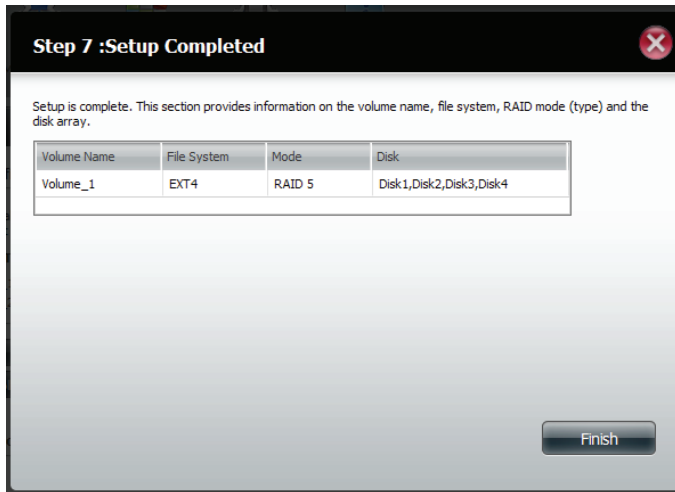 Step 7 :Setup Completed
Setup is complete. This section provides information on the volume name, file system, RAID mode (type) and the
disk array.
Volume Name File System Mode Disk
Volume_1 EXT4 RAID 5 Disk1,Disk2,Disk3,Disk4
Finish